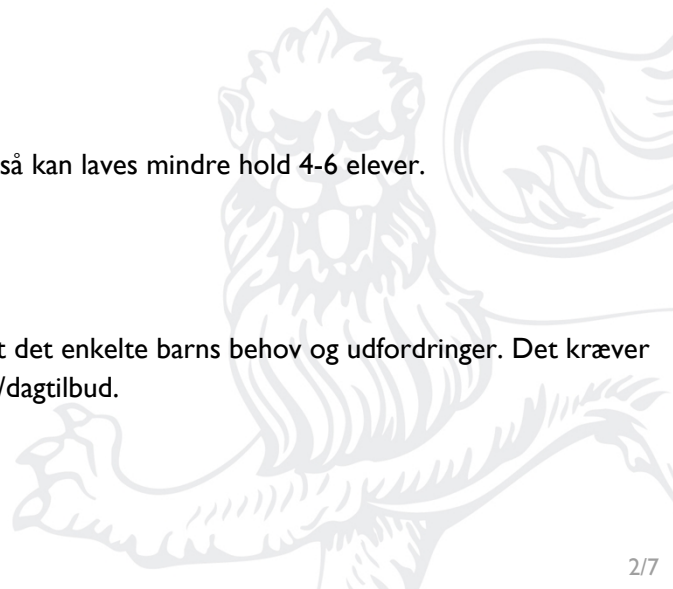 så kan laves mindre hold 4-6 elever.
t det enkelte barns behov og udfordringer. Det kræver
/dagtilbud.
2/7